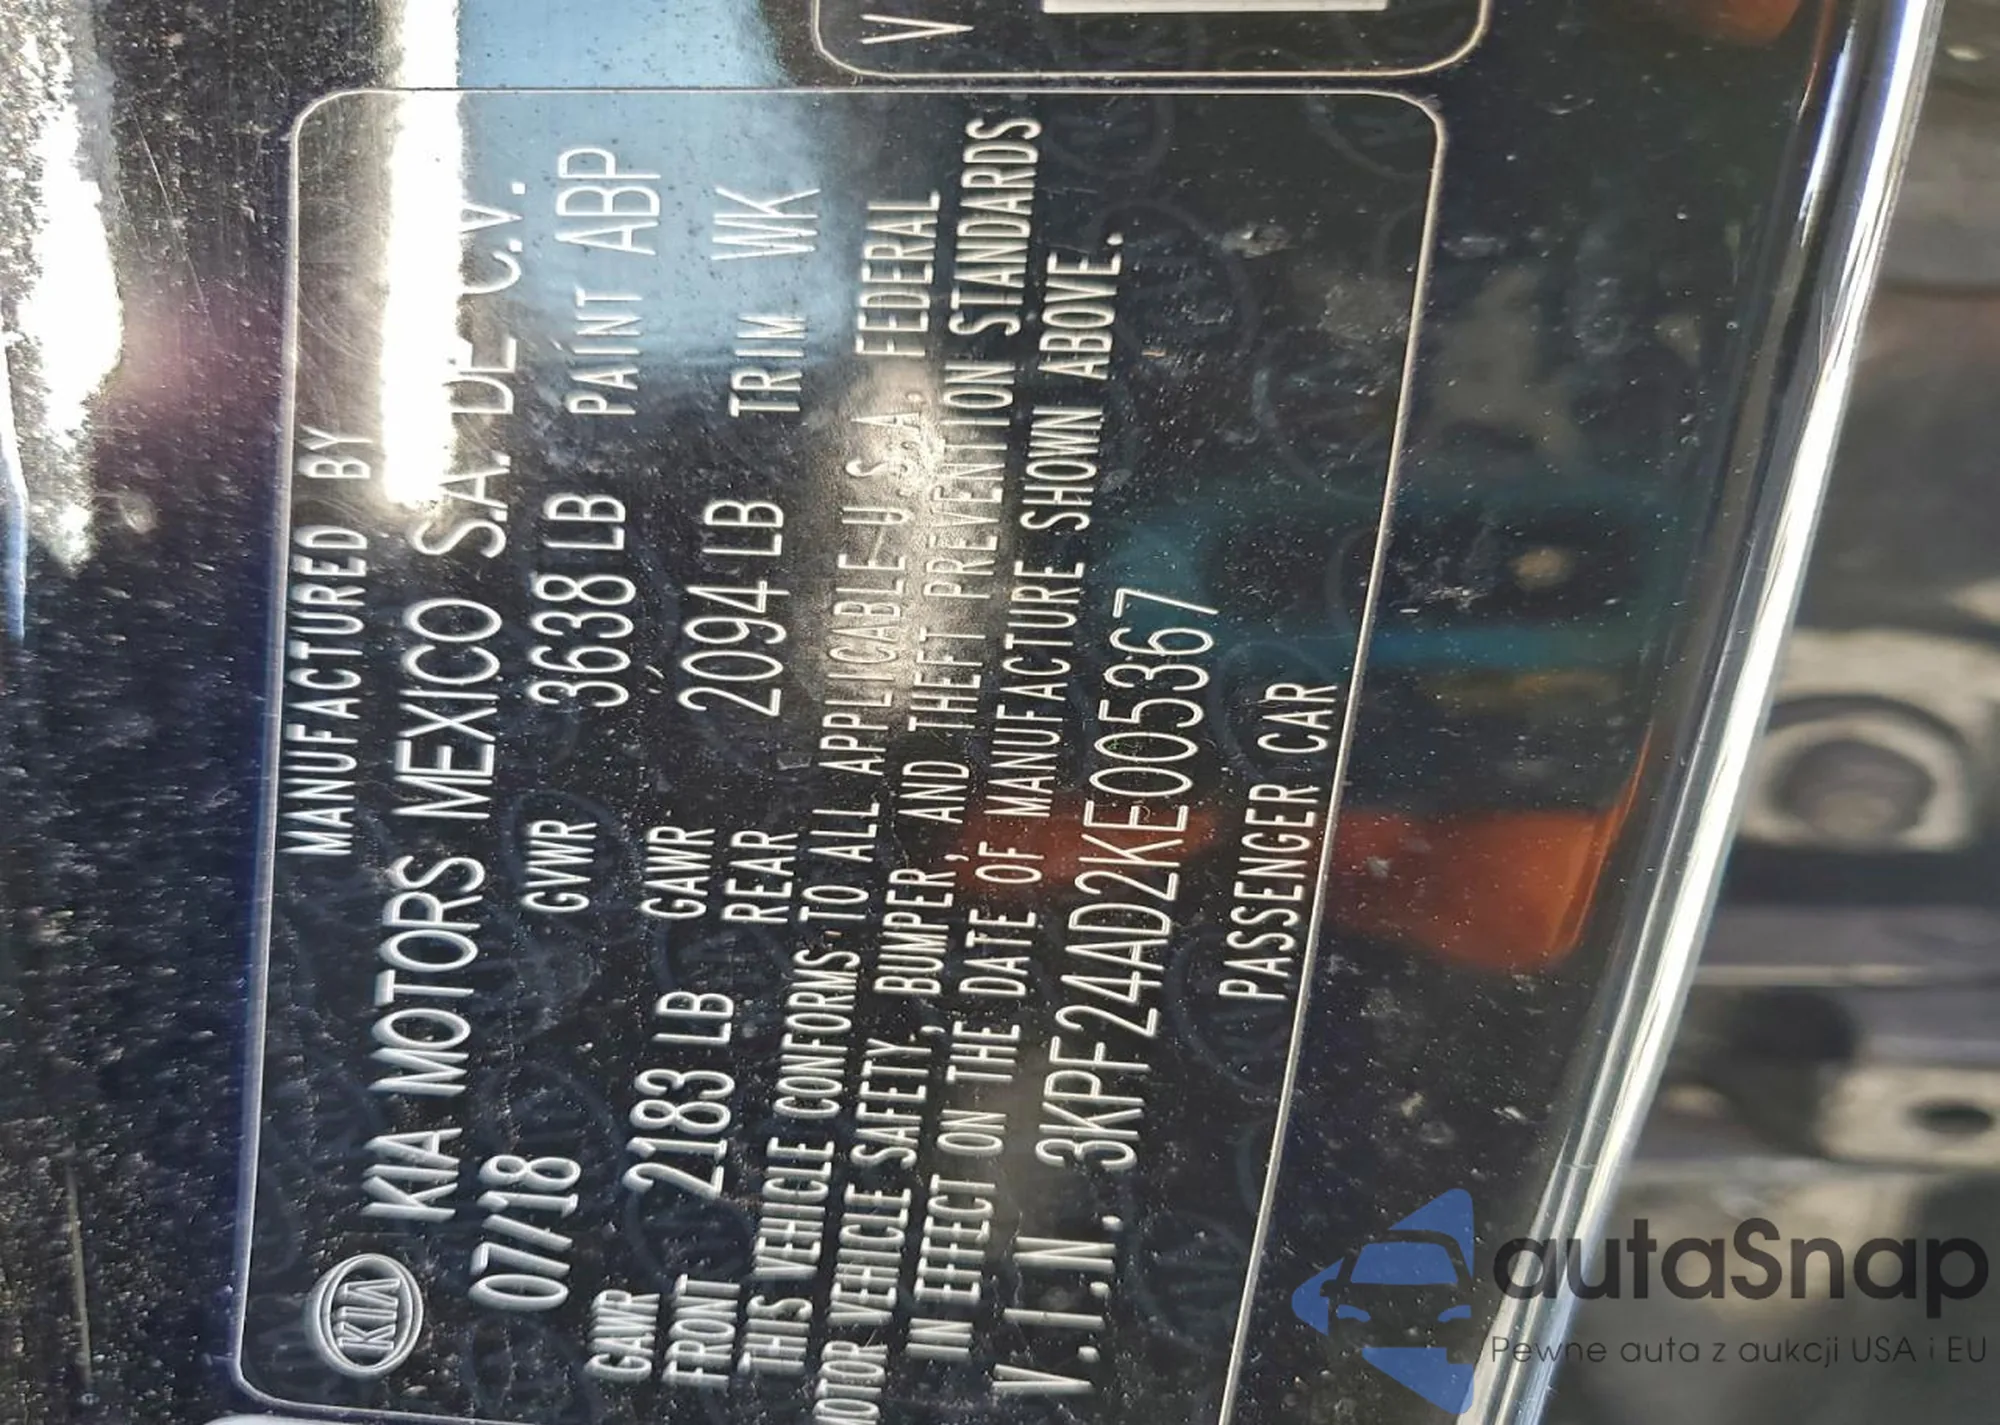 V
MANUFACTURED BY
KIA KIA MOTORS MEXICO S.A. DE C.V.
07/18 GVWR 3638 LB PAINT ABP
GAWR FRONT 2183 LB GAWR REAR 2094 LB TRIM WK
THIS VEHICLE CONFORMS TO ALL APPLICABLE U.S.A. FEDERAL
MOTOR VEHICLE SAFETY, BUMPER, AND THEFT PREVENTION STANDARDS
IN EFFECT ON THE DATE OF MANUFACTURE SHOWN ABOVE.
V.I.N. 3KPF24AD2KE005367
PASSENGER CAR
autaSnap
Pewne auta z aukcji USA i EU